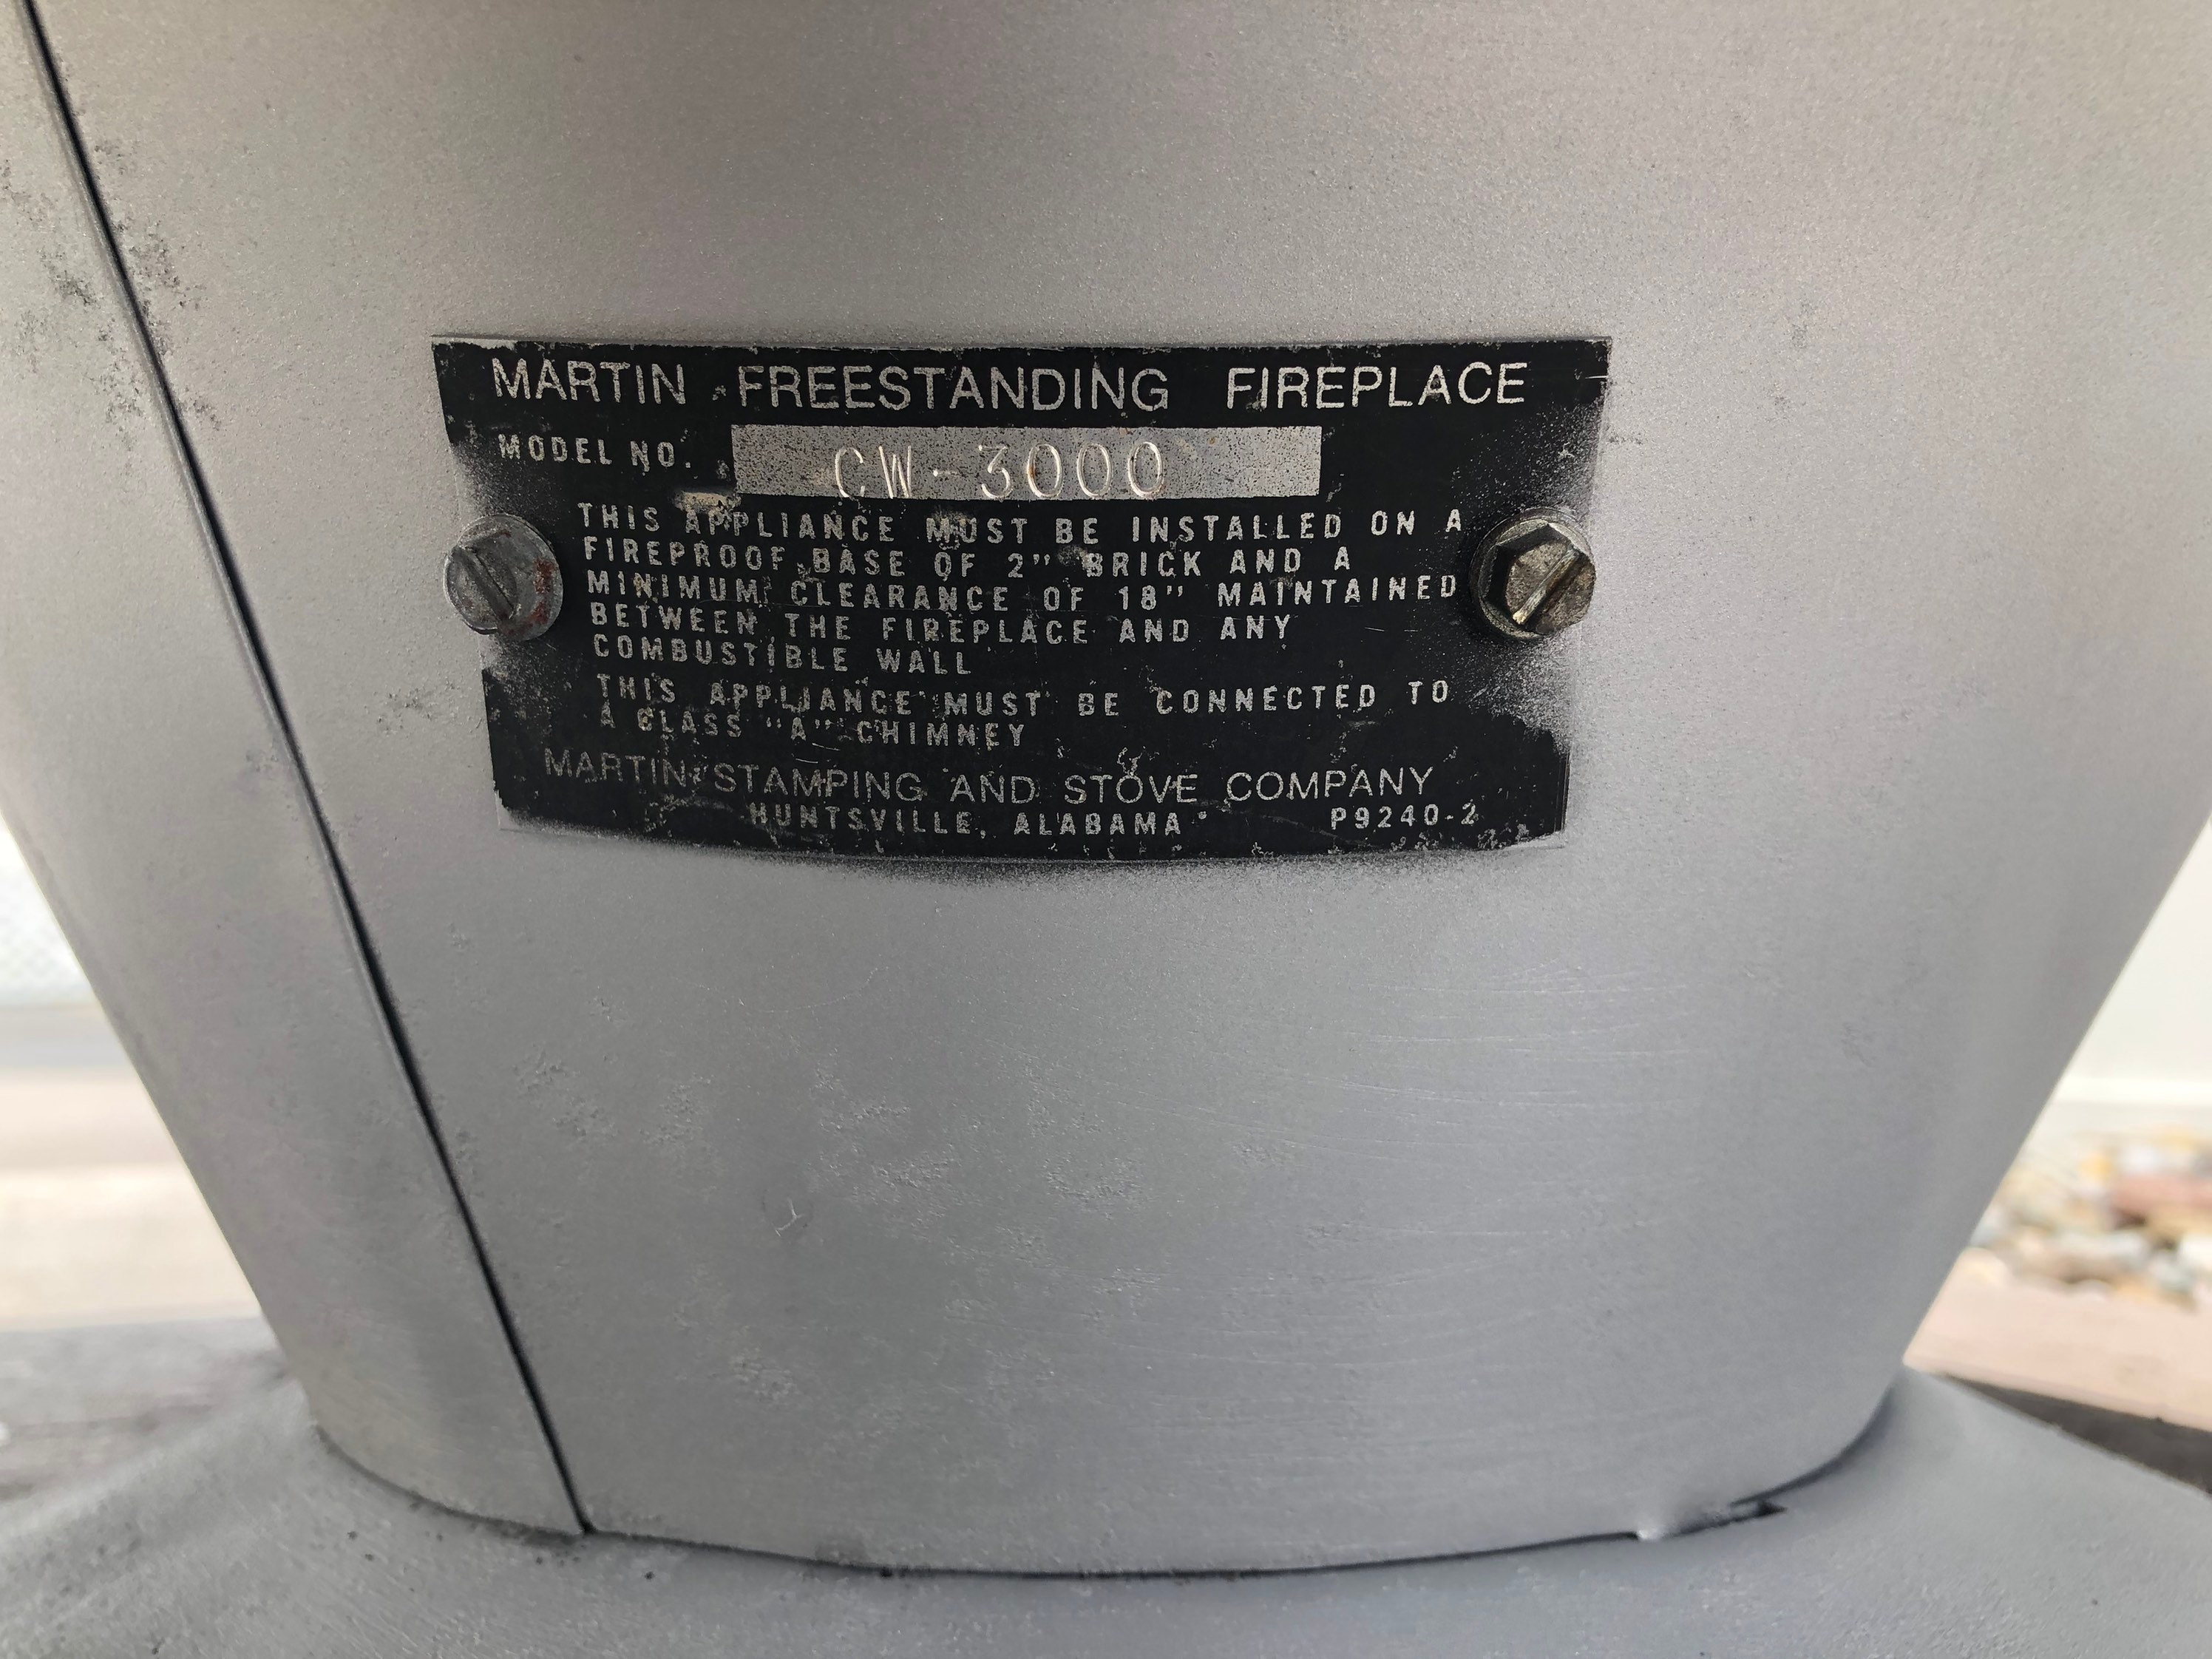 MARTIN FREESTANDING FIREPLACE
MODEL NO. CW-3000
THIS APPLIANCE MUST BE INSTALLED ON A
FIREPROOF BASE OF 2" BRICK AND A
MINIMUM CLEARANCE OF 18" MAINTAINED
BETWEEN THE FIREPLACE AND ANY
COMBUSTIBLE WALL
THIS APPLIANCE MUST BE CONNECTED TO
A CLASS "A" CHIMNEY
MARTIN STAMPING AND STOVE COMPANY
HUNTSVILLE, ALABAMA P9240-2